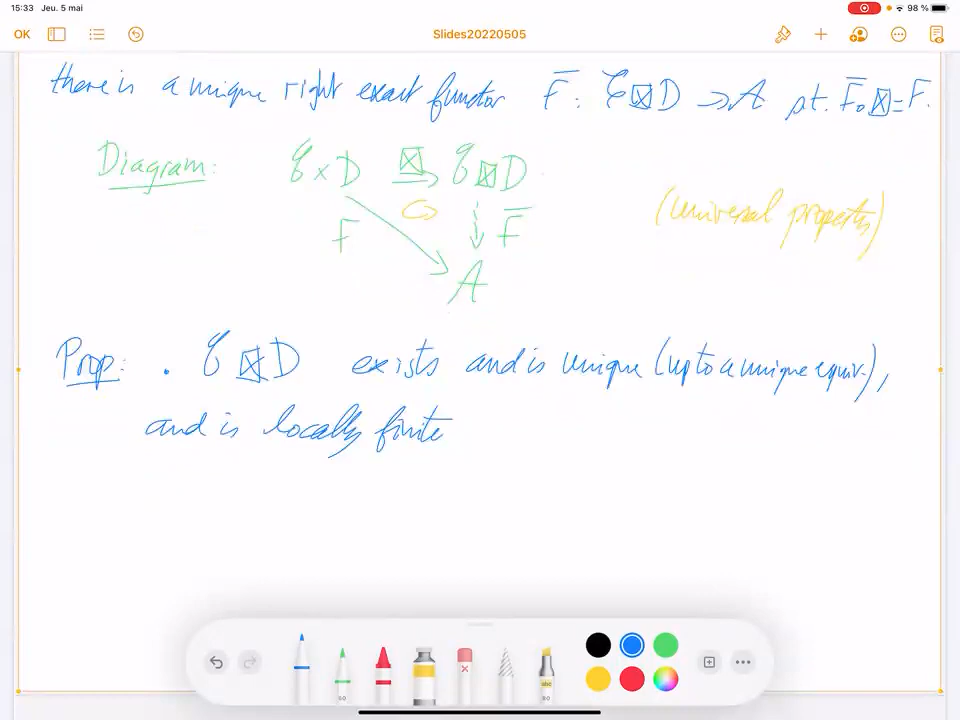 15:33 Jeu. 5 mai
98 %
OK
Slides20220505
there is a unique right exact functor F̅ : C⊠D → A st. F̅∘⊠=F.
Diagram: C×D ⊠ C⊠D
(universal property)
F F̅
A
Prop: . C⊠D exists and is unique (up to a unique equiv.),
and is locally finite